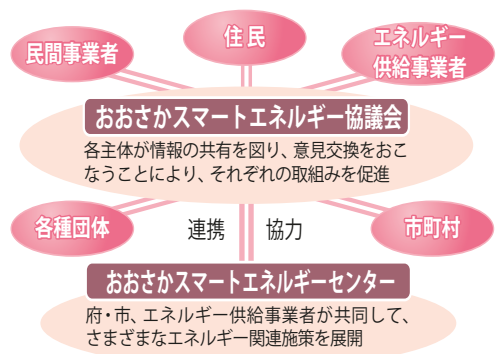 民間事業者
住民
エネルギー
供給事業者
おおさかスマートエネルギー協議会
各主体が情報の共有を図り、意見交換をおこ
なうことにより、それぞれの取組みを促進
各種団体
連携
協力
市町村
おおさかスマートエネルギーセンター
府・市、エネルギー供給事業者が共同して、
さまざまなエネルギー関連施策を展開